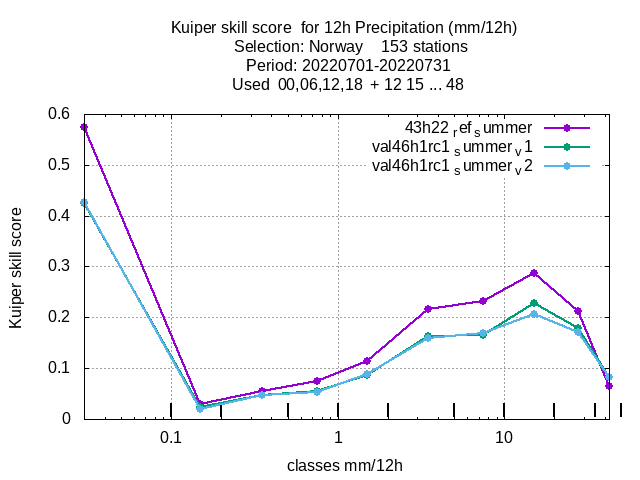 Kuiper skill score  for 12h Precipitation (mm/12h)
Selection: Norway    153 stations
Period: 20220701-20220731
Used  00,06,12,18  + 12 15 ... 48
43h22 ref summer
val46h1rc1 summer v1
val46h1rc1 summer v2
0.6
0.5
0.4
0.3
0.2
0.1
0
Kuiper skill score
0.1 1 10
classes mm/12h